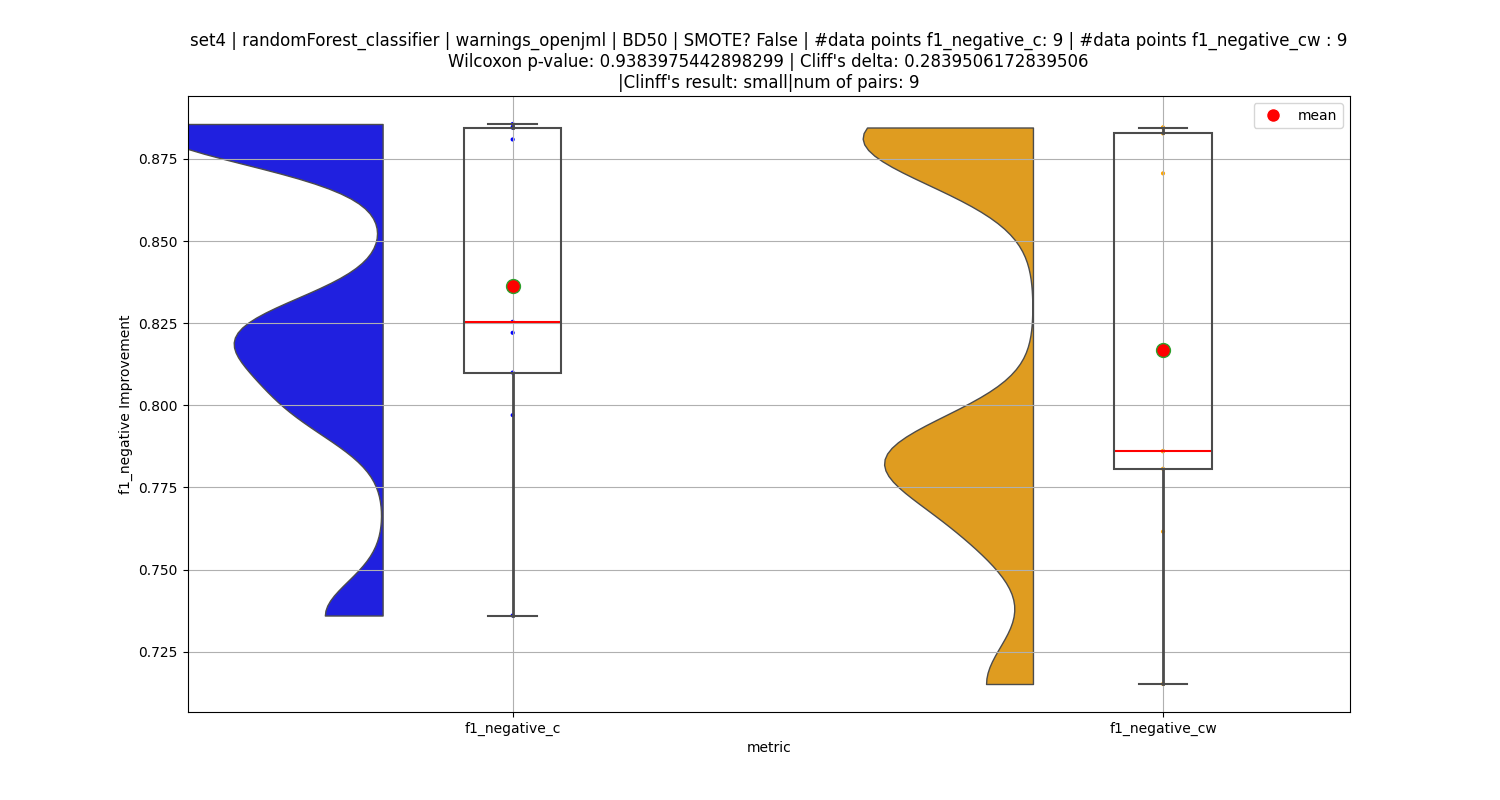 set4 | randomForest_classifier | warnings_openjml | BD50 | SMOTE? False | #data points f1_negative_c: 9 | #data points f1_negative_cw : 9
Wilcoxon p-value: 0.9383975442898299 | Cliff's delta: 0.2839506172839506
|Clinff's result: small|num of pairs: 9
mean
f1_negative Improvement
0.875
0.850
0.825
0.800
0.775
0.750
0.725
f1_negative_c
f1_negative_cw
metric